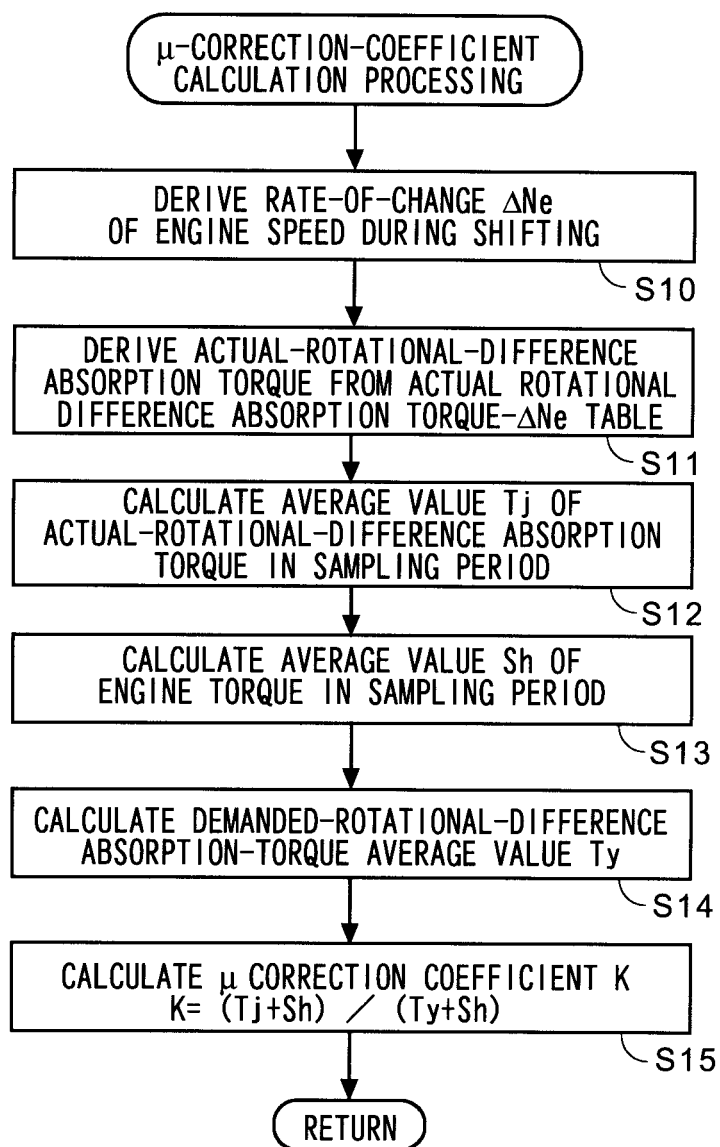 μ-CORRECTION-COEFFICIENT
CALCULATION PROCESSING
DERIVE RATE-OF-CHANGE ΔNe
OF ENGINE SPEED DURING SHIFTING
S10
DERIVE ACTUAL-ROTATIONAL-DIFFERENCE
ABSORPTION TORQUE FROM ACTUAL ROTATIONAL
DIFFERENCE ABSORPTION TORQUE-ΔNe TABLE
S11
CALCULATE AVERAGE VALUE Tj OF
ACTUAL-ROTATIONAL-DIFFERENCE ABSORPTION
TORQUE IN SAMPLING PERIOD
S12
CALCULATE AVERAGE VALUE Sh OF
ENGINE TORQUE IN SAMPLING PERIOD
S13
CALCULATE DEMANDED-ROTATIONAL-DIFFERENCE
ABSORPTION-TORQUE AVERAGE VALUE Ty
S14
CALCULATE μ CORRECTION COEFFICIENT K
K= (Tj+Sh) / (Ty+Sh)
S15
RETURN